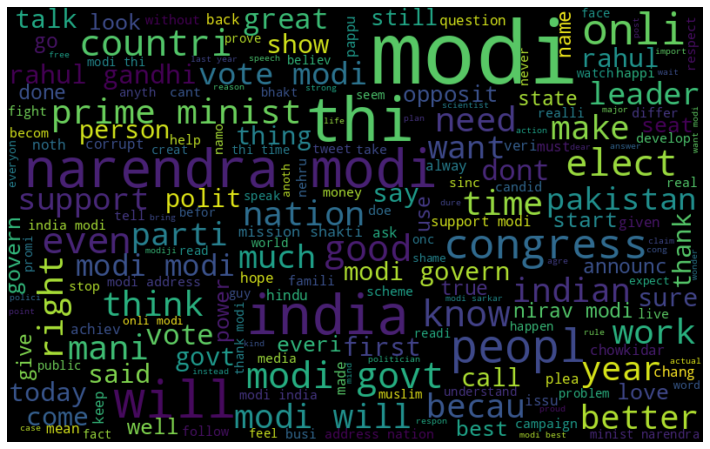 talk
look
still
question
name
face
onli
back
great
without
prove
pappu
show
modi
go
countri
modi thi
believ
rahul
watch
happi
respect
post
free
last year
speech
import
wait
rahul gandhi
vote modi
done
anyth
cant
reason
bhakt
strong
opposit
state
leader
fight
prime minist
thi
seem
life
need
realli
differ
seat
major
scientist
plan
becom
corrupt
person
help
namo
thi time
tweet
take
want
veri
must
develop
want modi
everyon
noth
creat
thing
anoth
nehru
action
dear
answer
make
elect
narendra modi
alway
dont
sinc
candid
real
support
polit
money
speak
say
use
time
pakistan
india modi
tell
bring
befor
nation
doe
support modi
start
given
govern
promi
even
parti
mission shakti
ask
onc
congress
thank
claim
cong
modiji
read
world
much
good
shame
agre
true
announc
wonder
modi modi
india
hope
modi govern
indian
sure
expect
polici
right
stop
modi address
hindu
famili
guy
scheme
modi sarkar
nirav modi
live
point
think
power
thank modi
know
happen
rule
achiev
onli modi
kind
everi
first
readi
work
give
mani
vote
govt
media
politician
peopl
chowkidar
public
instead
made
mine
modi govt
call
plea
year
chang
actual
today
said
will
muslim
understand
issu
problem
love
word
come
keep
well
follow
modi india
modi will
becau
best
campaign
better
proud
case
mean
fact
feel
busi
address nation
respon
modi best
minist narendra